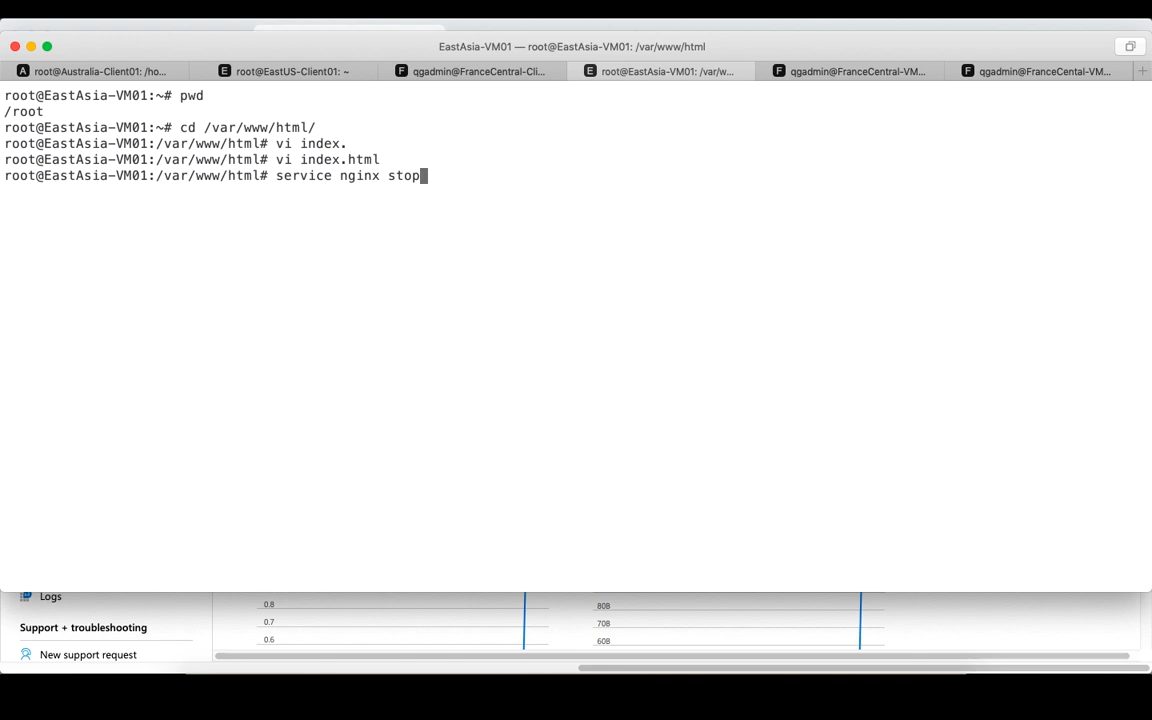 EastAsia-VM01 — root@EastAsia-VM01: /var/www/html
A root@Australia-Client01: /ho...
E root@EastUS-Client01: ~
F qgadmin@FranceCentral-Cli...
E root@EastAsia-VM01: /var/w...
F qgadmin@FranceCentral-VM...
F qgadmin@FranceCental-VM...
root@EastAsia-VM01:~# pwd
/root
root@EastAsia-VM01:~# cd /var/www/html/
root@EastAsia-VM01:/var/www/html# vi index.
root@EastAsia-VM01:/var/www/html# vi index.html
root@EastAsia-VM01:/var/www/html# service nginx stop
Logs
Support + troubleshooting
New support request
0.8
0.7
0.6
80B
70B
60B